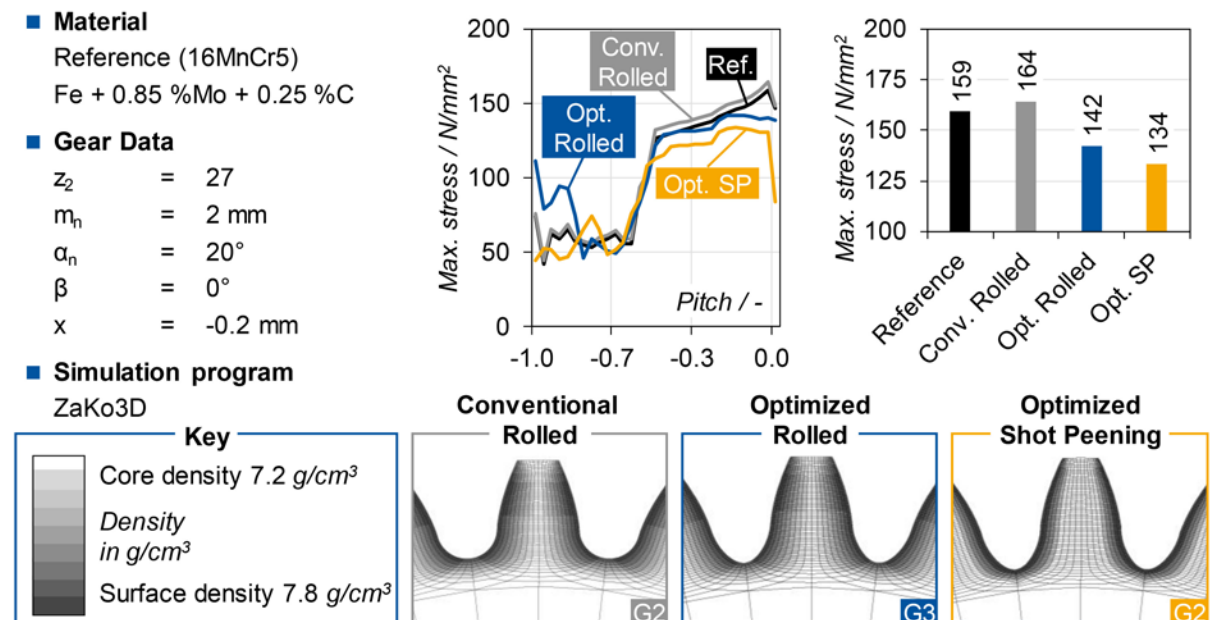 Material
Reference (16MnCr5)
Fe + 0.85 %Mo + 0.25 %C
Gear Data
z2 = 27
mn = 2 mm
αn = 20°
β = 0°
x = -0.2 mm
Simulation program
ZaKo3D
Max. stress / N/mm²
200
150
100
50
0
-1.0 -0.7 -0.3 0.0
Pitch / -
Conv.
Rolled
Ref.
Opt.
Rolled
Opt. SP
Max. stress / N/mm²
200
175
150
125
100
159
164
142
134
Reference
Conv. Rolled
Opt. Rolled
Opt. SP
Key
Core density 7.2 g/cm³
Density
in g/cm³
Surface density 7.8 g/cm³
Conventional
Rolled
G2
Optimized
Rolled
G3
Optimized
Shot Peening
G2